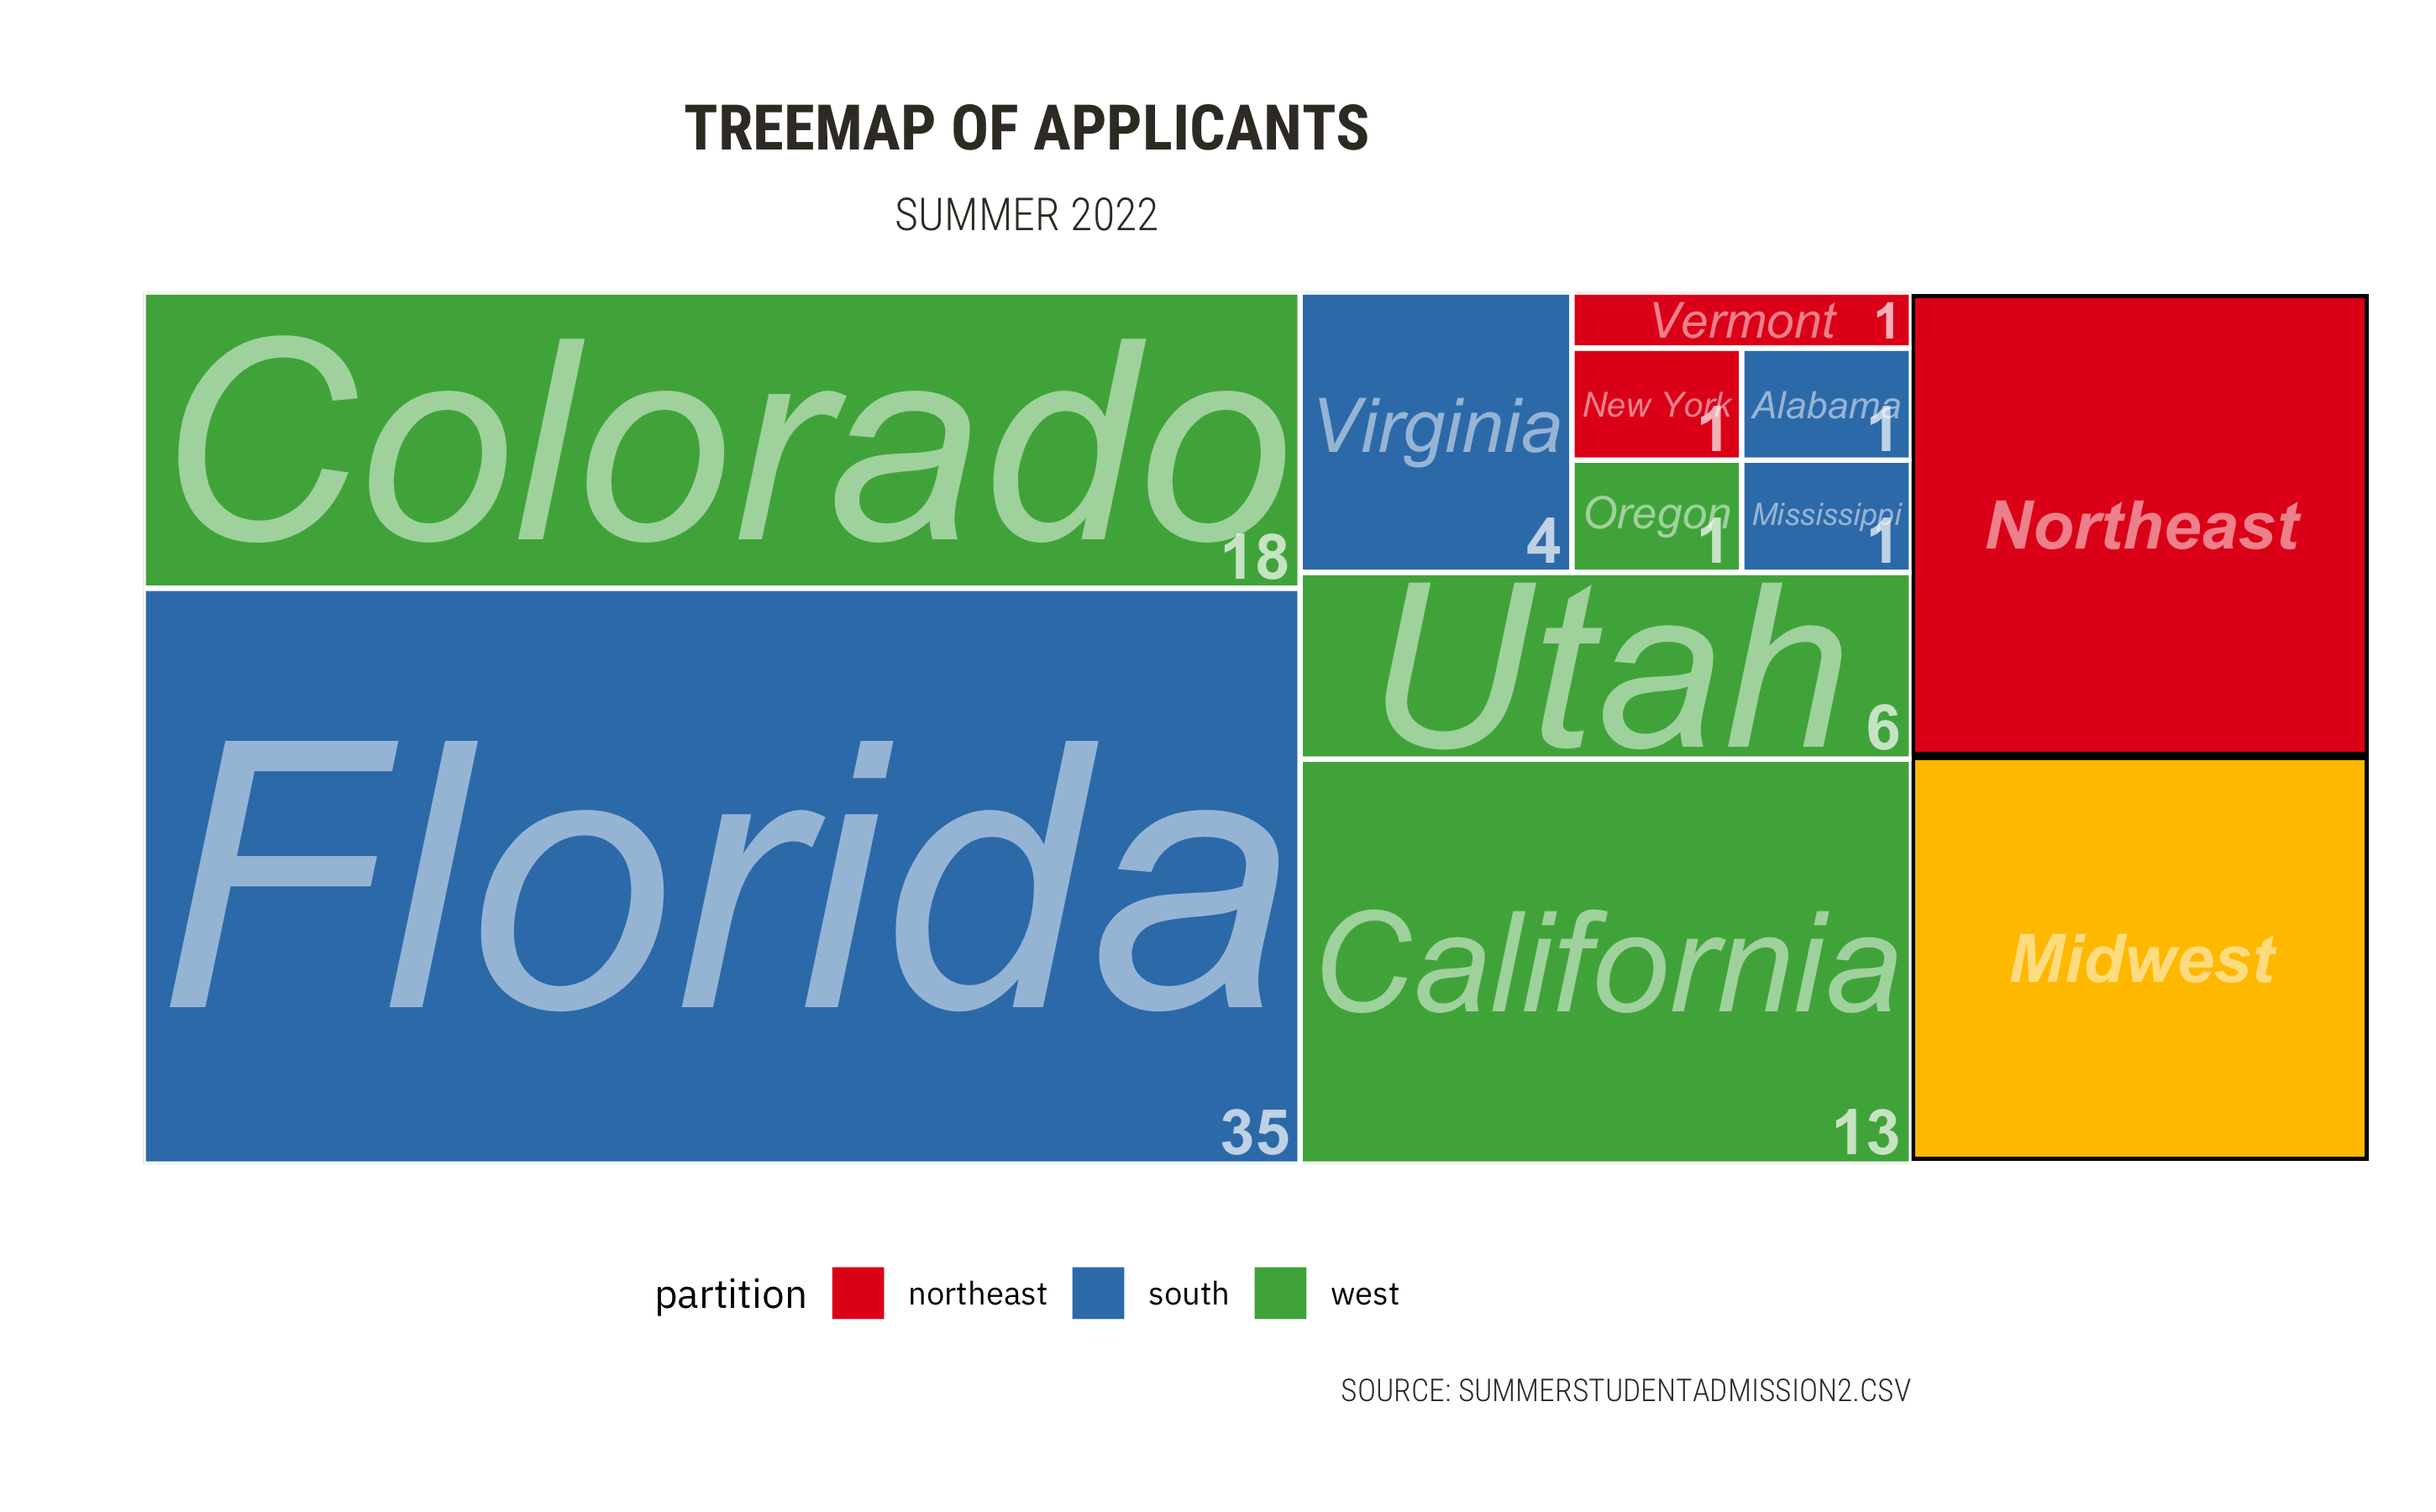 TREEMAP OF APPLICANTS
SUMMER 2022
Colorado
18
Florida
35
Virginia
4
Vermont 1
New York
1
Alabama
1
Oregon
1
Mississippi
1
Utah
6
California
13
Northeast
Midwest
partition northeast south west
SOURCE: SUMMERSTUDENTADMISSION2.CSV